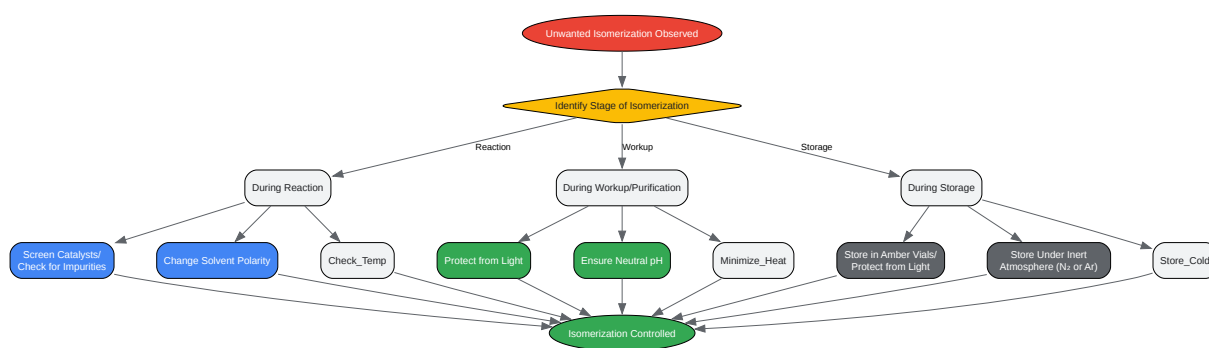 Unwanted Isomerization Observed
Identify Stage of Isomerization
Reaction
Workup
Storage
During Reaction
During Workup/Purification
During Storage
Screen Catalysts/
Check for Impurities
Change Solvent Polarity
Check_Temp
Protect from Light
Ensure Neutral pH
Minimize_Heat
Store in Amber Vials/
Protect from Light
Store Under Inert
Atmosphere (N₂ or Ar)
Store_Cold
Isomerization Controlled